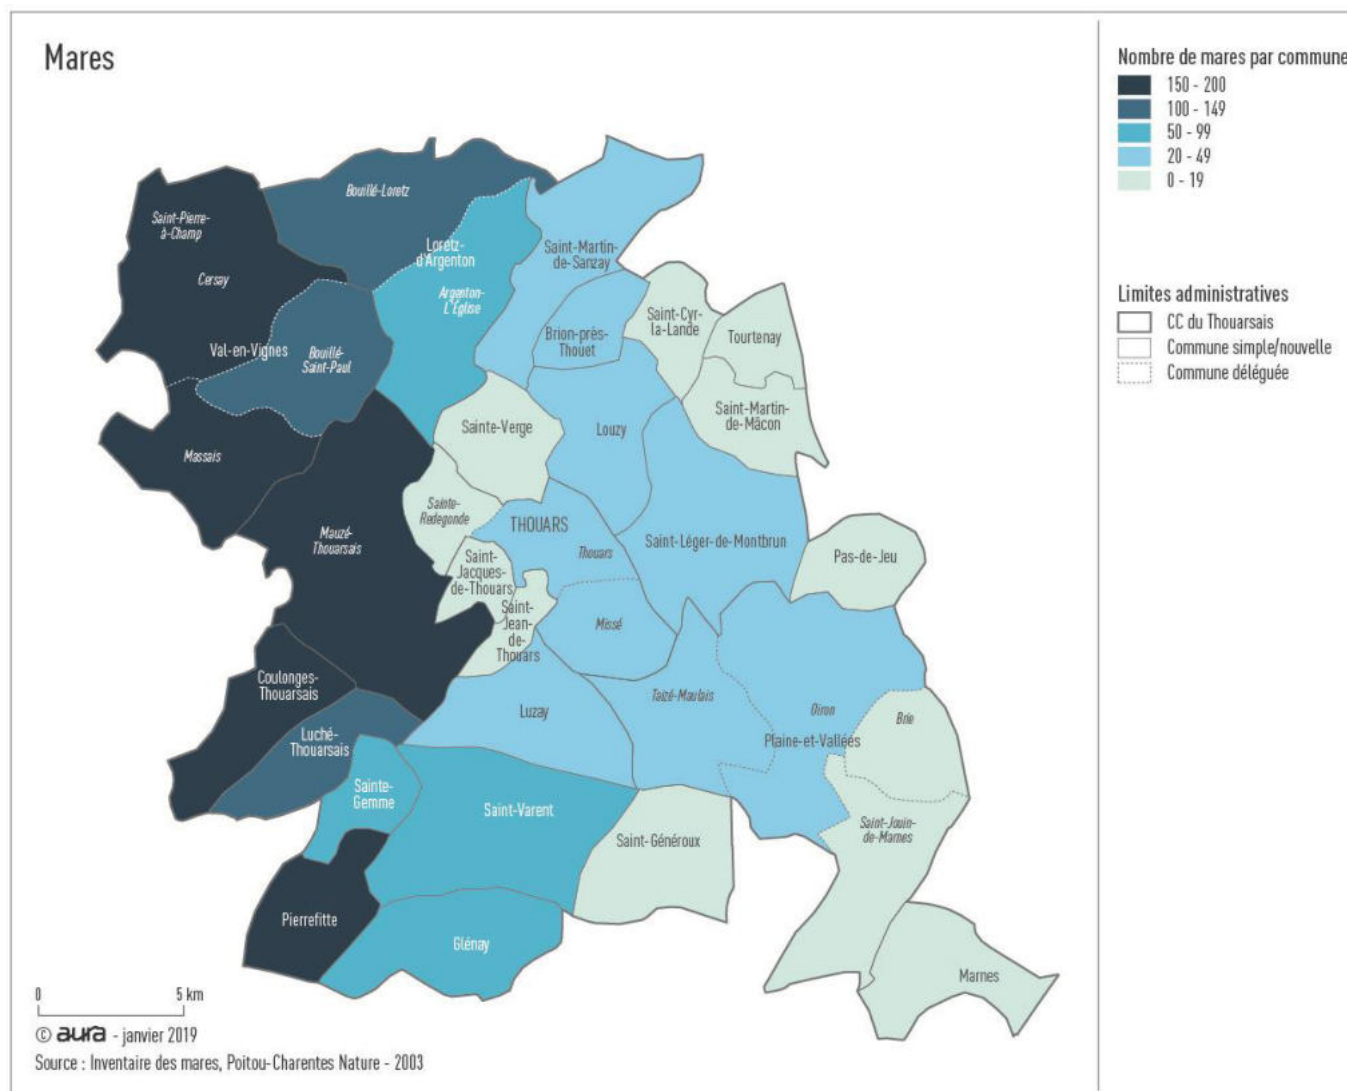 Mares
Nombre de mares par commune
150 - 200
100 - 149
50 - 99
20 - 49
0 - 19
Limites administratives
CC du Thouarsais
Commune simple/nouvelle
Commune déléguée
Bouillé-Loretz
Saint-Pierre-
à-Champ
Cersay
Loretz-
d'Argenton
Argenton-
L'Église
Saint-Martin-
de-Sanzay
Val-en-Vignes
Bouillé-
Saint-Paul
Brion-près-
Thouet
Saint-Cyr-
la-Lande
Tourtenay
Saint-Martin-
de-Mâcon
Massais
Sainte-Verge
Louzy
Mauzé-
Thouarsais
Sainte-
Redegonde
THOUARS
Thouars
Saint-Léger-de-Montbrun
Pas-de-Jeu
Saint-
Jacques-
de-Thouars
Saint-
Jean-
de-
Thouars
Missé
Coulonges-
Thouarsais
Luzay
Taizé-Maulais
Oiron
Plaine-et-Valléés
Brie
Luché-
Thouarsais
Sainte-
Gemme
Saint-Varent
Saint-Généroux
Saint-Jouin-
de-Marnes
Pierrefitte
Glénay
Marnes
0 5 km
© aura - janvier 2019
Source : Inventaire des mares, Poitou-Charentes Nature - 2003